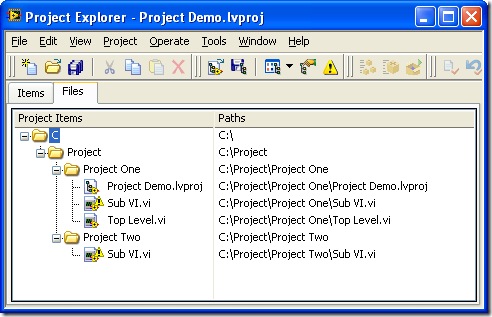 Project Explorer - Project Demo.lvproj
File Edit View Project Operate Tools Window Help
Items Files
Project Items Paths
C C:\
Project C:\Project
Project One C:\Project\Project One
Project Demo.lvproj C:\Project\Project One\Project Demo.lvproj
Sub VI.vi C:\Project\Project One\Sub VI.vi
Top Level.vi C:\Project\Project One\Top Level.vi
Project Two C:\Project\Project Two
Sub VI.vi C:\Project\Project Two\Sub VI.vi